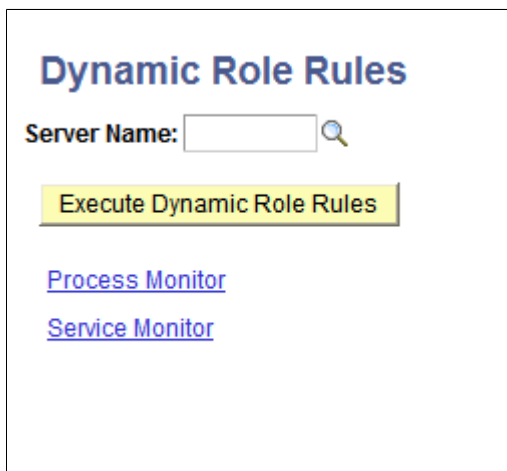 Dynamic Role Rules
Server Name:
Execute Dynamic Role Rules
Process Monitor
Service Monitor